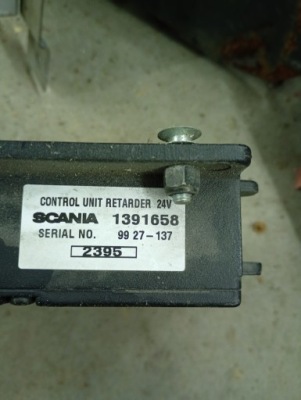 CONTROL UNIT RETARDER 24V
SCANIA 1391658
SERIAL NO. 99 27-137
2395